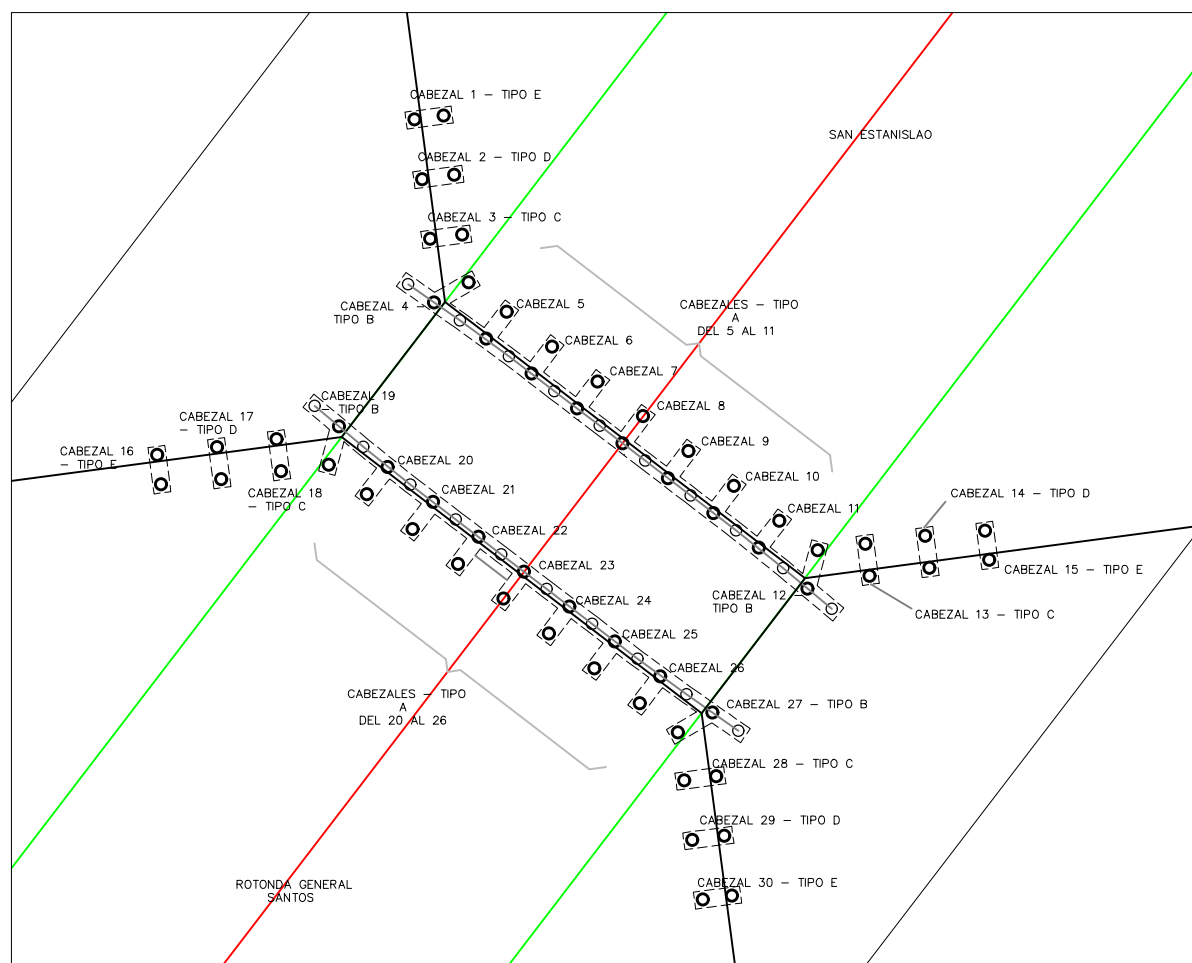 CABEZAL 1 – TIPO E
SAN ESTANISLAO
CABEZAL 2 – TIPO D
CABEZAL 3 – TIPO C
CABEZAL 4 –
TIPO B
CABEZAL 5
CABEZALES – TIPO
A
DEL 5 AL 11
CABEZAL 6
CABEZAL 7
CABEZAL 8
CABEZAL 9
CABEZAL 10
CABEZAL 11
CABEZAL 12 –
TIPO B
CABEZAL 14 – TIPO D
CABEZAL 15 – TIPO E
CABEZAL 13 – TIPO C
CABEZAL 19
– TIPO B
CABEZAL 17
– TIPO D
CABEZAL 16
– TIPO E
CABEZAL 18
– TIPO C
CABEZAL 20
CABEZAL 21
CABEZAL 22
CABEZAL 23
CABEZAL 24
CABEZAL 25
CABEZAL 26
CABEZAL 27 – TIPO B
CABEZALES – TIPO
A
DEL 20 AL 26
CABEZAL 28 – TIPO C
CABEZAL 29 – TIPO D
CABEZAL 30 – TIPO E
ROTONDA GENERAL
SANTOS